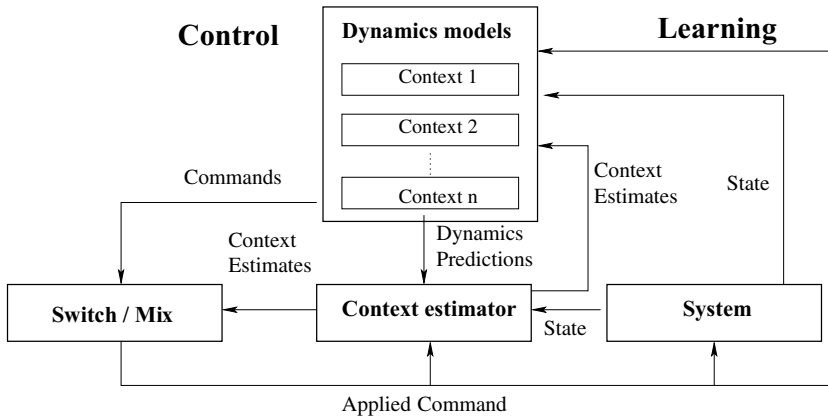 Control
Dynamics models
Learning
Context 1
Context 2
Context n
Commands
Context
Estimates
State
Dynamics
Predictions
Context
Estimates
Switch / Mix
Context estimator
State
System
Applied Command